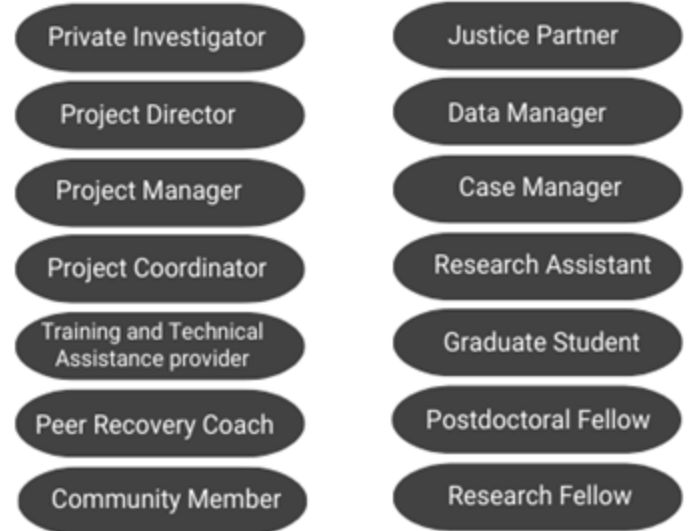 Private Investigator
Project Director
Project Manager
Project Coordinator
Training and Technical
Assistance provider
Peer Recovery Coach
Community Member
Justice Partner
Data Manager
Case Manager
Research Assistant
Graduate Student
Postdoctoral Fellow
Research Fellow